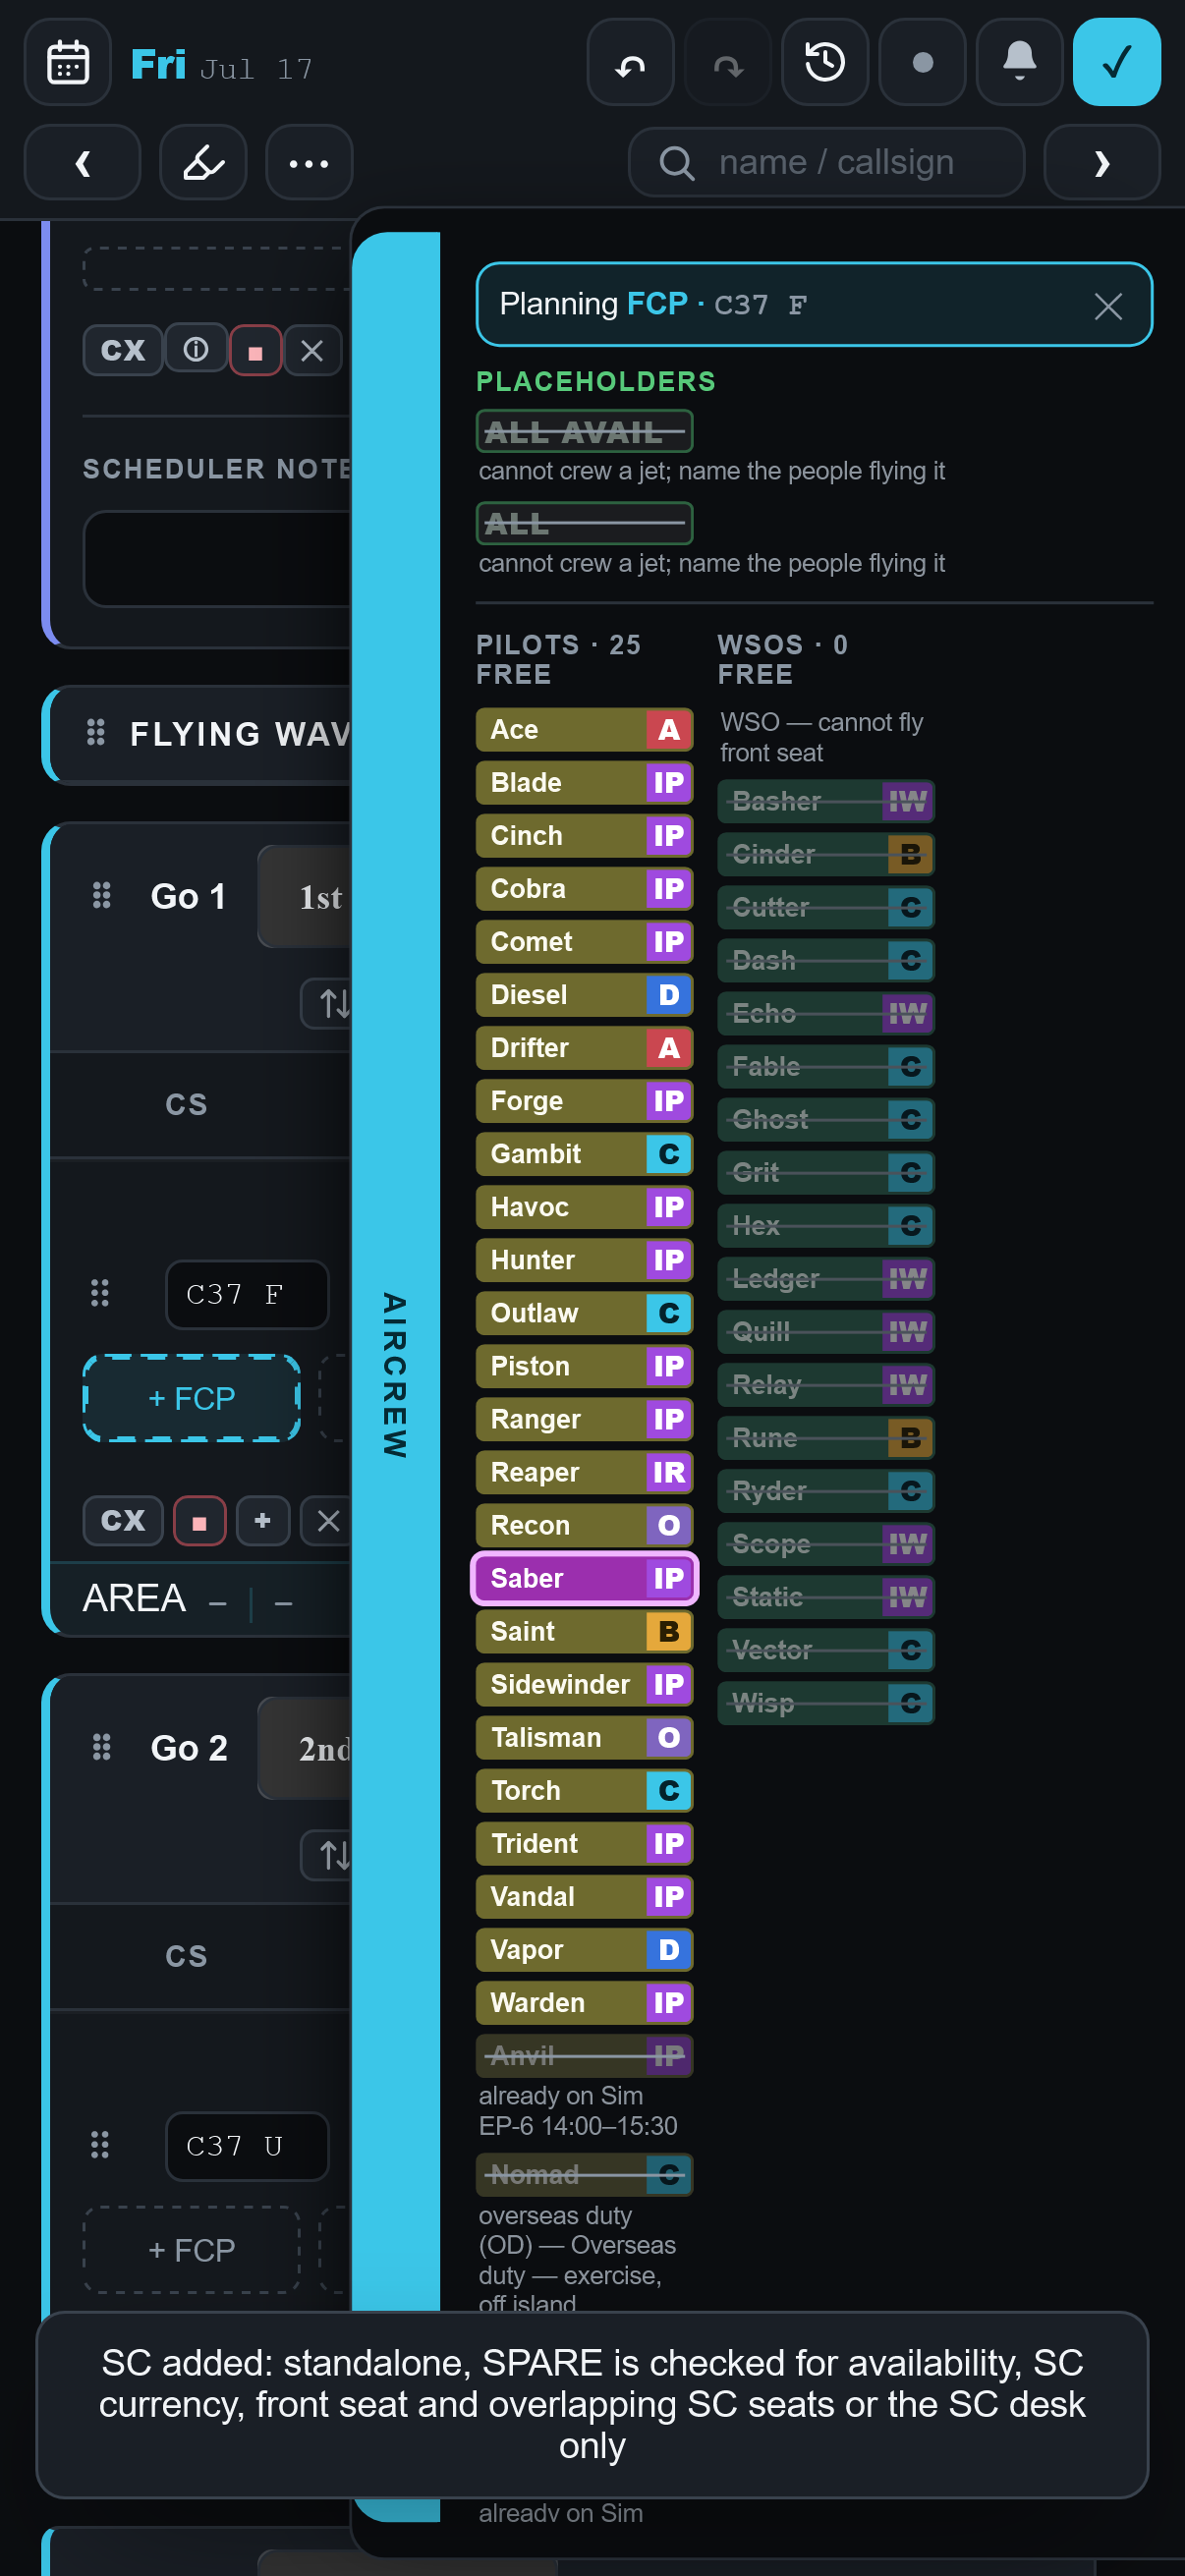 Fri Jul 17
name / callsign
CX
SCHEDULER NOTE
FLYING WAV
Go 1 1st
CS
C37 F
+ FCP
CX
AREA – | –
Go 2 2nd
CS
C37 U
+ FCP
AIRCREW
Planning FCP · C37 F
PLACEHOLDERS
ALL AVAIL
cannot crew a jet; name the people flying it
ALL
cannot crew a jet; name the people flying it
PILOTS · 25
FREE
Ace A
Blade IP
Cinch IP
Cobra IP
Comet IP
Diesel D
Drifter A
Forge IP
Gambit C
Havoc IP
Hunter IP
Outlaw C
Piston IP
Ranger IP
Reaper IR
Recon O
Saber IP
Saint B
Sidewinder IP
Talisman O
Torch C
Trident IP
Vandal IP
Vapor D
Warden IP
Anvil IP
already on Sim
EP-6 14:00–15:30
Nomad C
overseas duty
(OD) — Overseas
duty — exercise,
off island
WSOS · 0
FREE
WSO — cannot fly
front seat
Basher IW
Cinder B
Cutter C
Dash C
Echo IW
Fable C
Ghost C
Grit C
Hex C
Ledger IW
Quill IW
Relay IW
Rune B
Ryder C
Scope IW
Static IW
Vector C
Wisp C
SC added: standalone, SPARE is checked for availability, SC
currency, front seat and overlapping SC seats or the SC desk
only
already on Sim